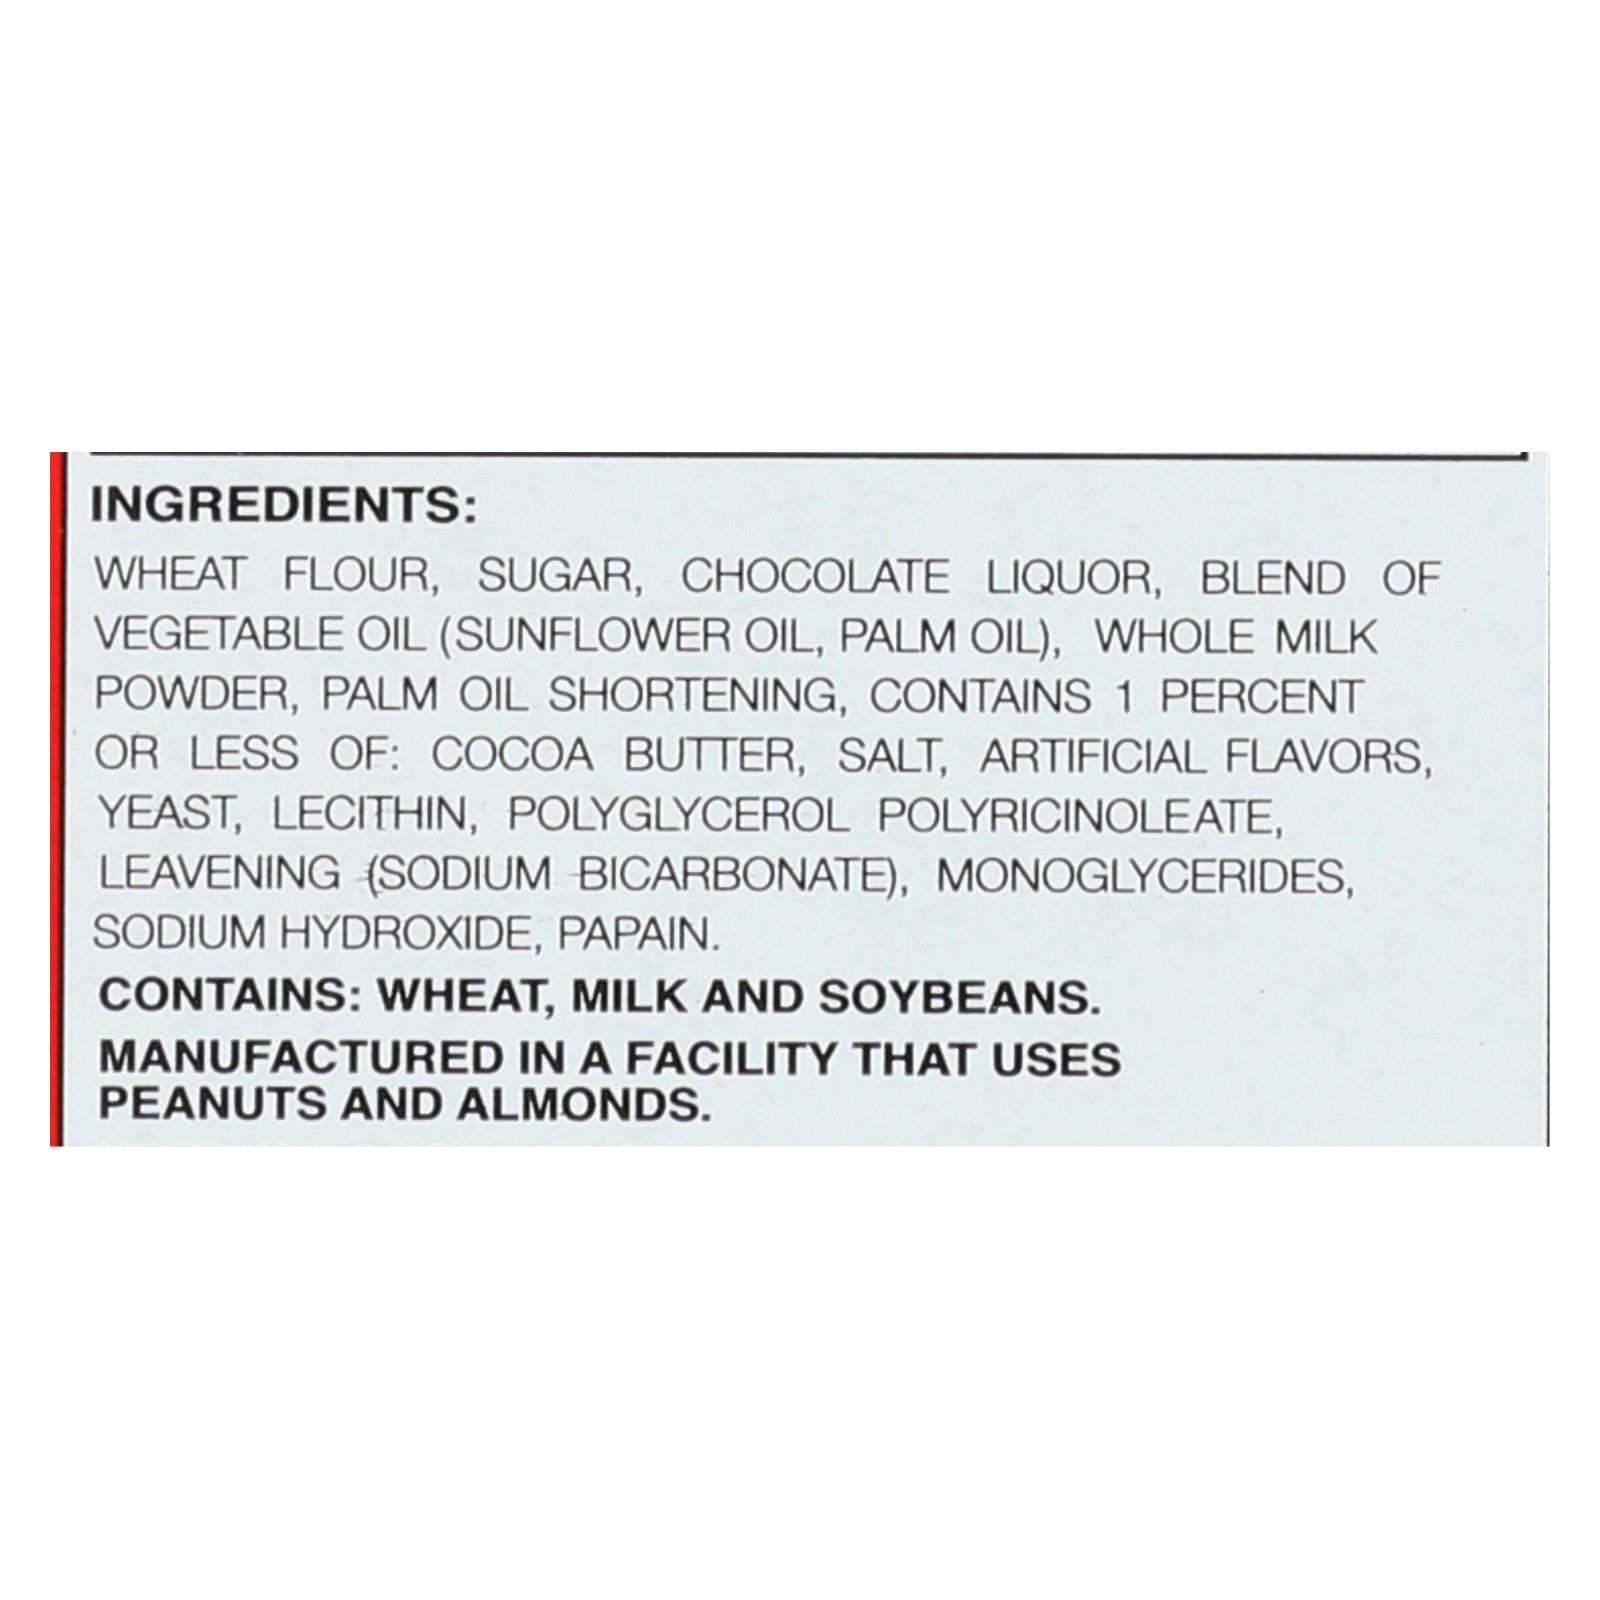 INGREDIENTS:
WHEAT FLOUR, SUGAR, CHOCOLATE LIQUOR, BLEND OF
VEGETABLE OIL (SUNFLOWER OIL, PALM OIL), WHOLE MILK
POWDER, PALM OIL SHORTENING, CONTAINS 1 PERCENT
OR LESS OF: COCOA BUTTER, SALT, ARTIFICIAL FLAVORS,
YEAST, LECITHIN, POLYGLYCEROL POLYRICINOLEATE,
LEAVENING (SODIUM BICARBONATE), MONOGLYCERIDES,
SODIUM HYDROXIDE, PAPAIN.
CONTAINS: WHEAT, MILK AND SOYBEANS.
MANUFACTURED IN A FACILITY THAT USES
PEANUTS AND ALMONDS.